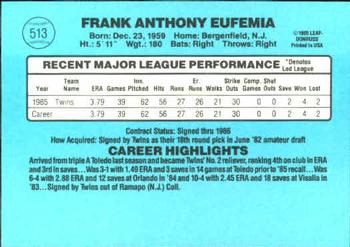 513
FRANK ANTHONY EUFEMIA
Born: Dec. 23, 1959 Home: Bergenfield, N.J.
Ht.: 5'11" Wgt.: 180 Bats: Right Throws: Right
© 1985 LEAF-
DONRUSS
Printed in USA
RECENT MAJOR LEAGUE PERFORMANCE
*Denotes
Led League
Year Team Name ERA Games Inn. Pitched Hits Runs Er. Runs Walks Strike Outs Comp. Games Shut Outs Save Won Lost
1985 Twins 3.79 39 62 56 27 26 21 30 0 0 2 4 2
Career 3.79 39 62 56 27 26 21 30 0 0 2 4 2
Contract Status: Signed thru 1986
How Acquired: Signed by Twins as their 18th round pick in June '82 amateur draft
CAREER HIGHLIGHTS
Arrived from triple A Toledo last season and became Twins' No. 2 reliever, ranking 4th on club in ERA
and 3rd in saves... Was 3-1 with 1.49 ERA and 3 saves in 14 games at Toledo prior to '85 recall... Was
6-4 with 2.88 ERA and 12 saves at Orlando in '84 and 10-4 with 2.45 ERA and 18 saves at Visalia in
'83... Signed by Twins out of Ramapo (N.J.) Coll.